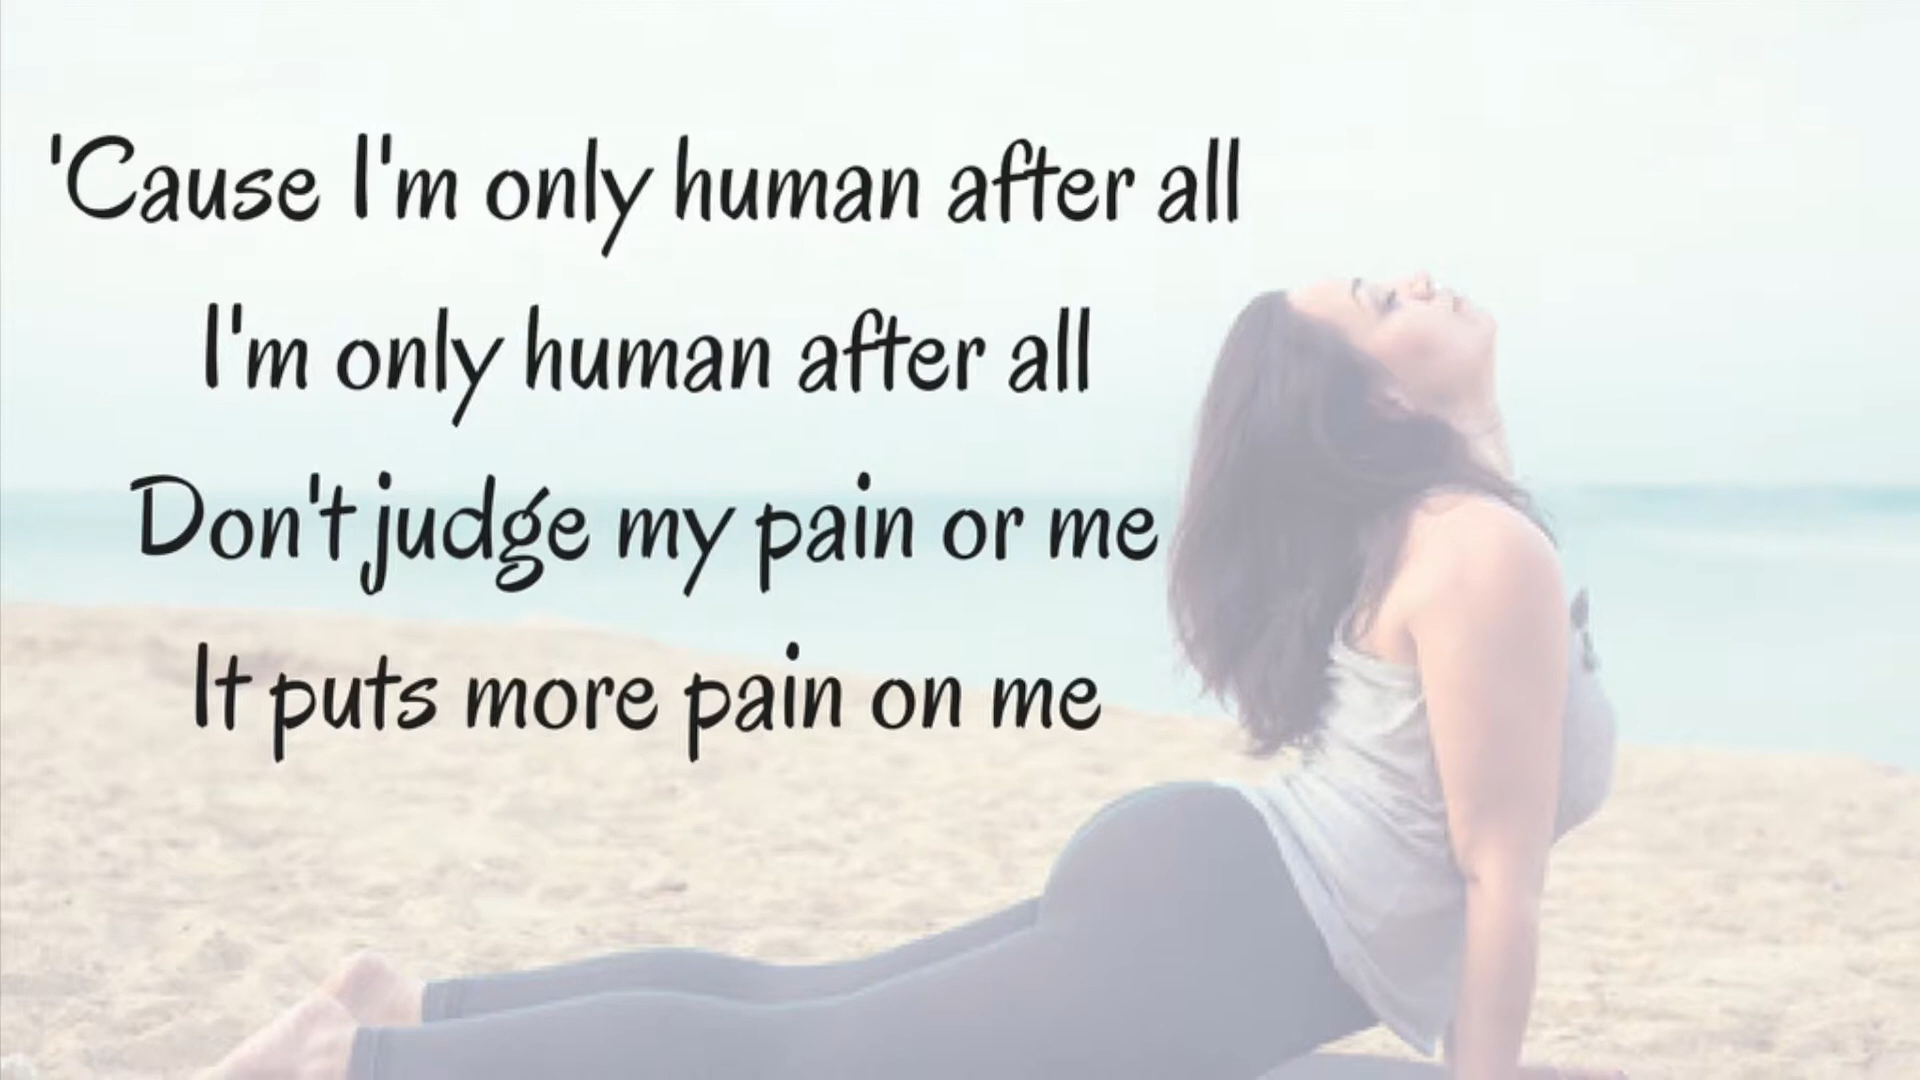 'Cause I'm only human after all
I'm only human after all
Don't judge my pain or me
It puts more pain on me